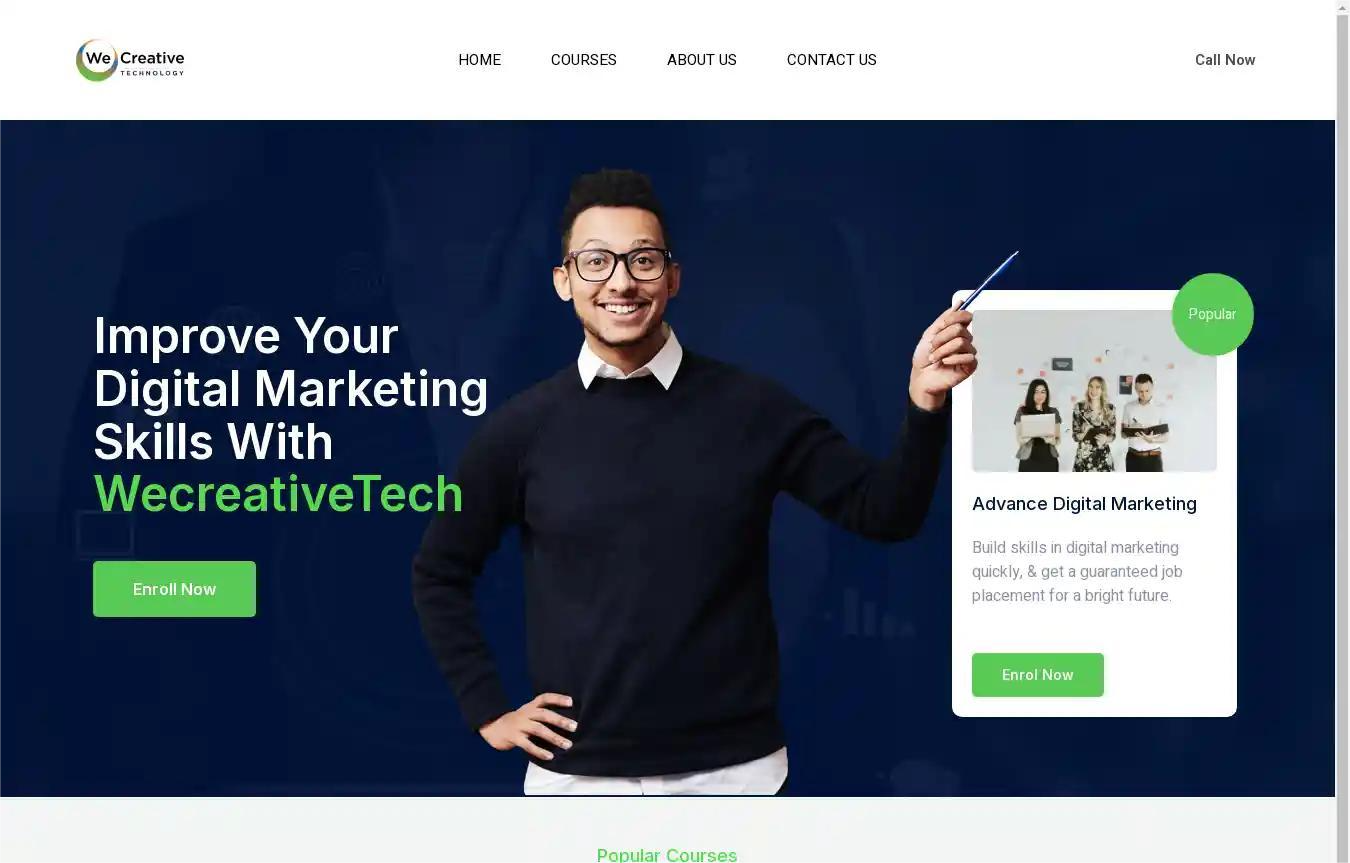 We Creative
TECHNOLOGY
HOME
COURSES
ABOUT US
CONTACT US
Call Now
Improve Your
Digital Marketing
Skills With
WecreativeTech
Enroll Now
Popular
Advance Digital Marketing
Build skills in digital marketing
quickly, & get a guaranteed job
placement for a bright future.
Enrol Now
Popular Courses